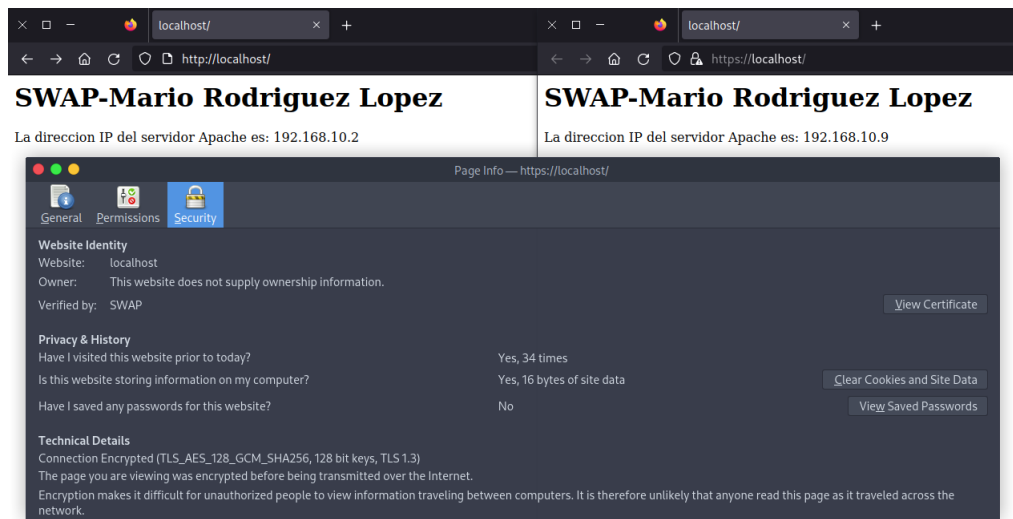 localhost/
http://localhost/
SWAP-Mario Rodriguez Lopez
La direccion IP del servidor Apache es: 192.168.10.2
localhost/
https://localhost/
SWAP-Mario Rodriguez Lopez
La direccion IP del servidor Apache es: 192.168.10.9
Page Info — https://localhost/
General Permissions Security
Website Identity
Website: localhost
Owner: This website does not supply ownership information.
Verified by: SWAP View Certificate
Privacy & History
Have I visited this website prior to today? Yes, 34 times
Is this website storing information on my computer? Yes, 16 bytes of site data Clear Cookies and Site Data
Have I saved any passwords for this website? No View Saved Passwords
Technical Details
Connection Encrypted (TLS_AES_128_GCM_SHA256, 128 bit keys, TLS 1.3)
The page you are viewing was encrypted before being transmitted over the Internet.
Encryption makes it difficult for unauthorized people to view information traveling between computers. It is therefore unlikely that anyone read this page as it traveled across the
network.